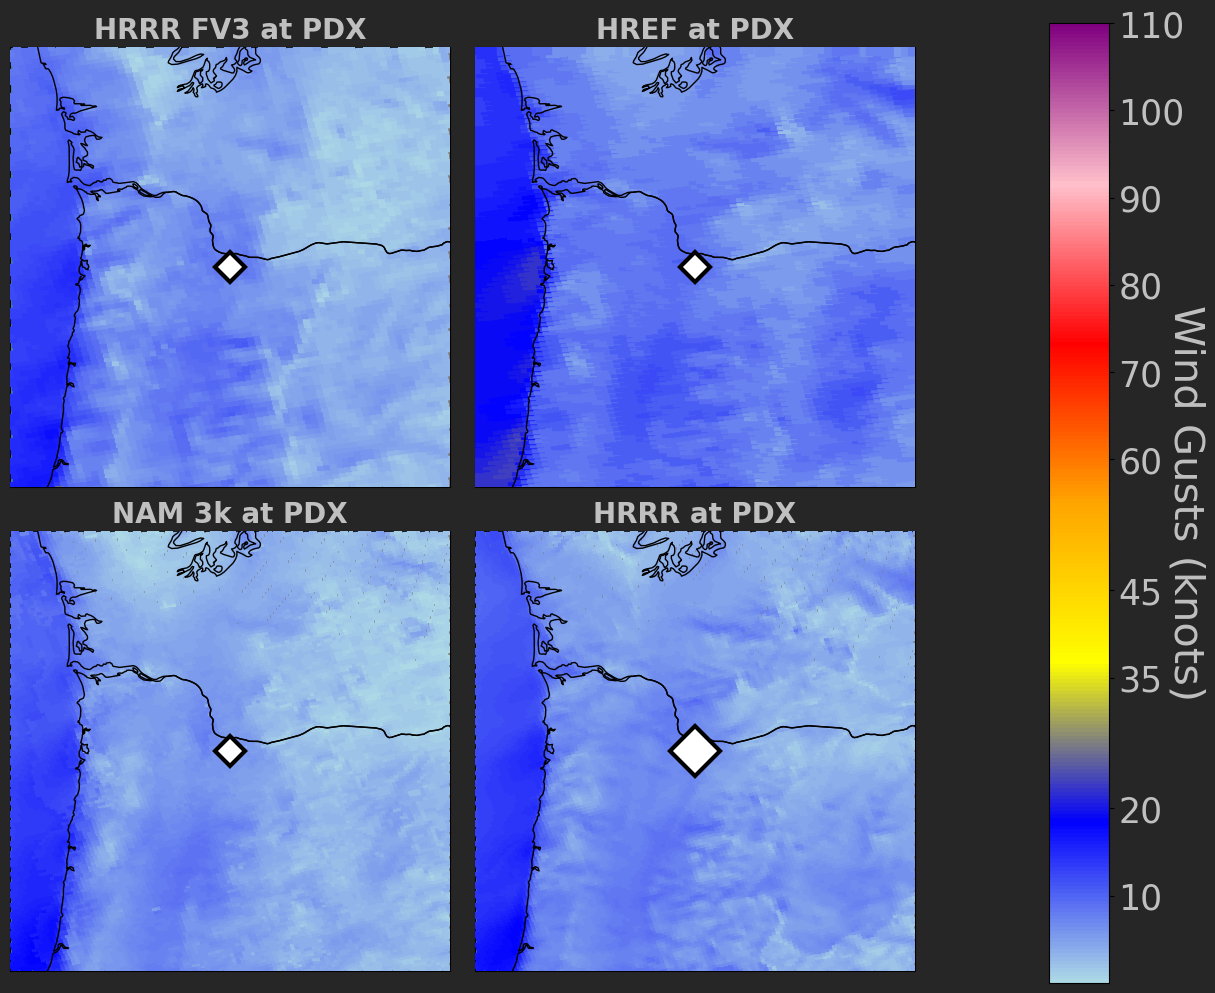 HRRR FV3 at PDX
HREF at PDX
NAM 3k at PDX
HRRR at PDX
110
100
90
80
70
60
45
35
20
10
Wind Gusts (knots)